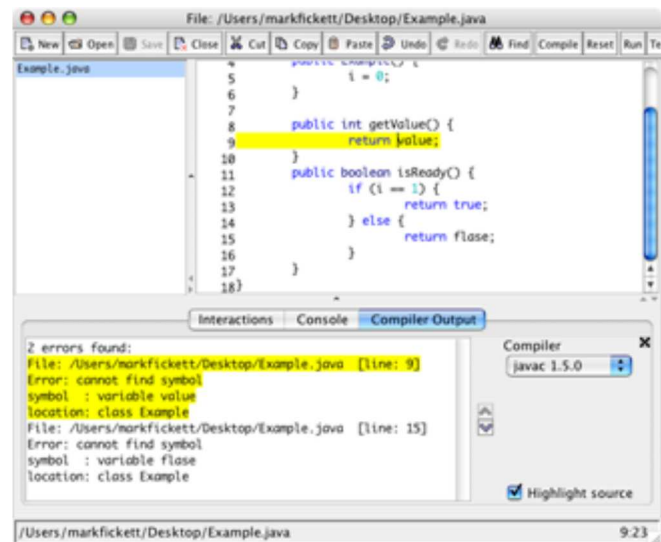 File: /Users/markfickett/Desktop/Example.java
New Open Save Close Cut Copy Paste Undo Redo Find Compile Reset Run Te
Example.java
4 public Example() {
5 i = 0;
6 }
7
8 public int getValue() {
9 return value;
10 }
11 public boolean isReady() {
12 if (i == 1) {
13 return true;
14 } else {
15 return flase;
16 }
17 }
18 }
Interactions Console Compiler Output
2 errors found:
File: /Users/markfickett/Desktop/Example.java [line: 9]
Error: cannot find symbol
symbol : variable value
location: class Example
File: /Users/markfickett/Desktop/Example.java [line: 15]
Error: cannot find symbol
symbol : variable flase
location: class Example
Compiler
javac 1.5.0
Highlight source
/Users/markfickett/Desktop/Example.java 9:23